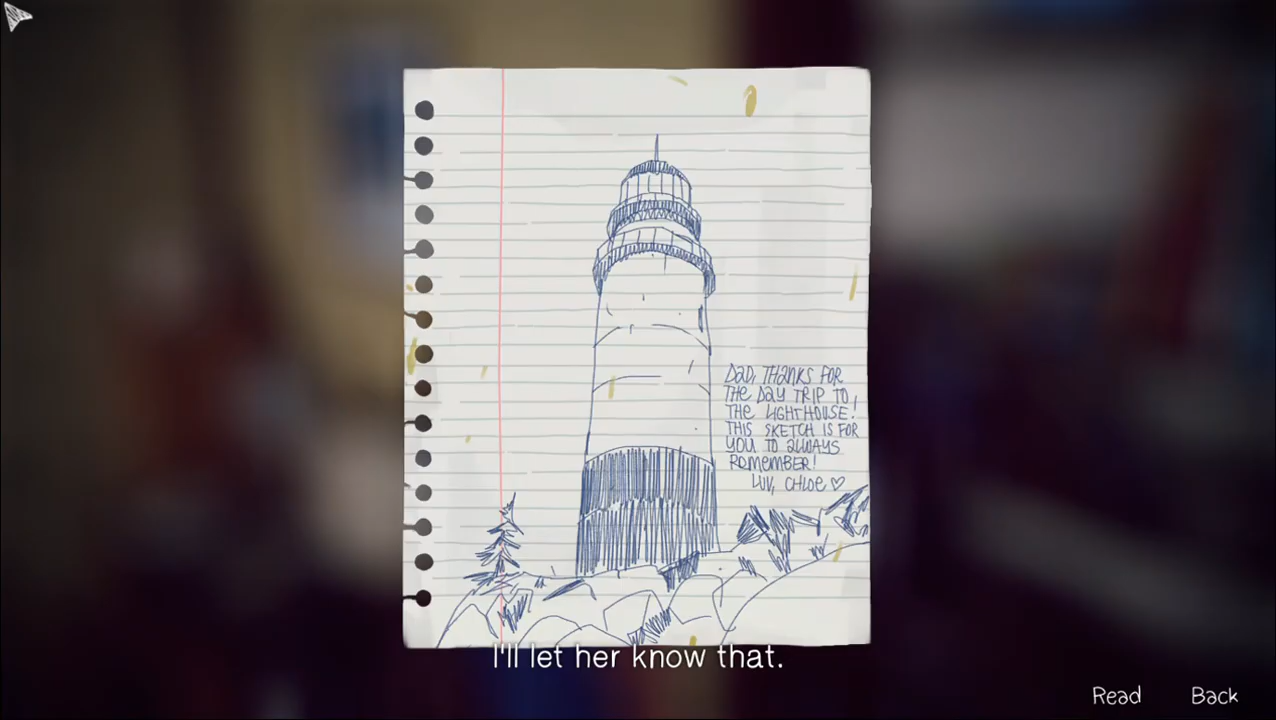 DaD, THaNKS FOR
THE Day TRIP TO
THE LIGHTHOUSE!
THIS SKETCH IS FOR
YOU TO aLWAYS
ROMEMBER!
LUV, CHLOE ♡
I'll let her know that.
Read Back